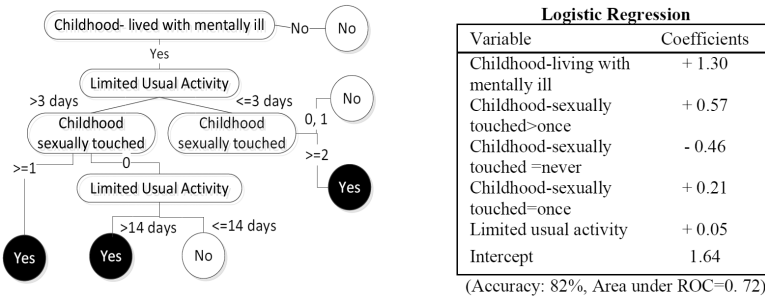 Childhood- lived with mentally ill
No
No
Yes
Limited Usual Activity
>3 days
<=3 days
No
Childhood
sexually touched
Childhood
sexually touched
0, 1
>=1
0
>=2
Limited Usual Activity
Yes
>14 days
<=14 days
Yes
Yes
No
Logistic Regression
Variable Coefficients
Childhood-living with + 1.30
mentally ill
Childhood-sexually + 0.57
touched>once
Childhood-sexually - 0.46
touched =never
Childhood-sexually + 0.21
touched=once
Limited usual activity + 0.05
Intercept 1.64
(Accuracy: 82%, Area under ROC=0. 72)